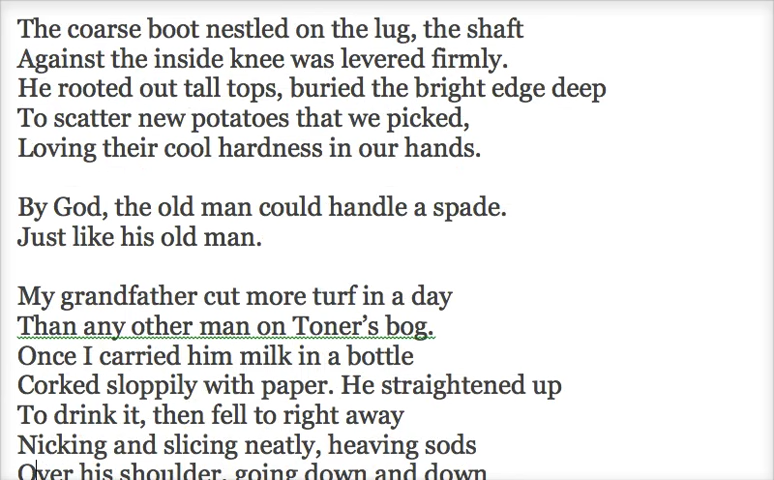 The coarse boot nestled on the lug, the shaft
Against the inside knee was levered firmly.
He rooted out tall tops, buried the bright edge deep
To scatter new potatoes that we picked,
Loving their cool hardness in our hands.
By God, the old man could handle a spade.
Just like his old man.
My grandfather cut more turf in a day
Than any other man on Toner’s bog.
Once I carried him milk in a bottle
Corked sloppily with paper. He straightened up
To drink it, then fell to right away
Nicking and slicing neatly, heaving sods
Over his shoulder, going down and down